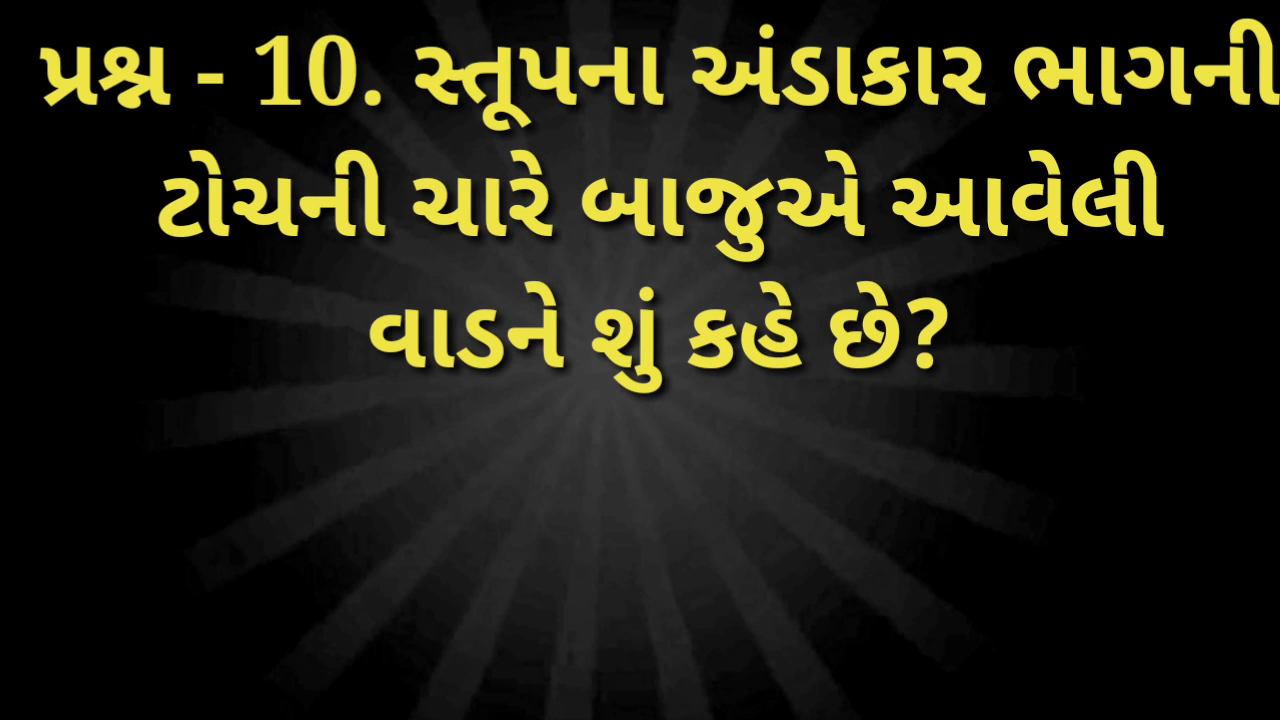 પ્રશ્ન - 10. સ્તૂપના અંડાકાર ભાગની
ટોચની ચારે બાજુએ આવેલી
વાડને શું કહે છે?